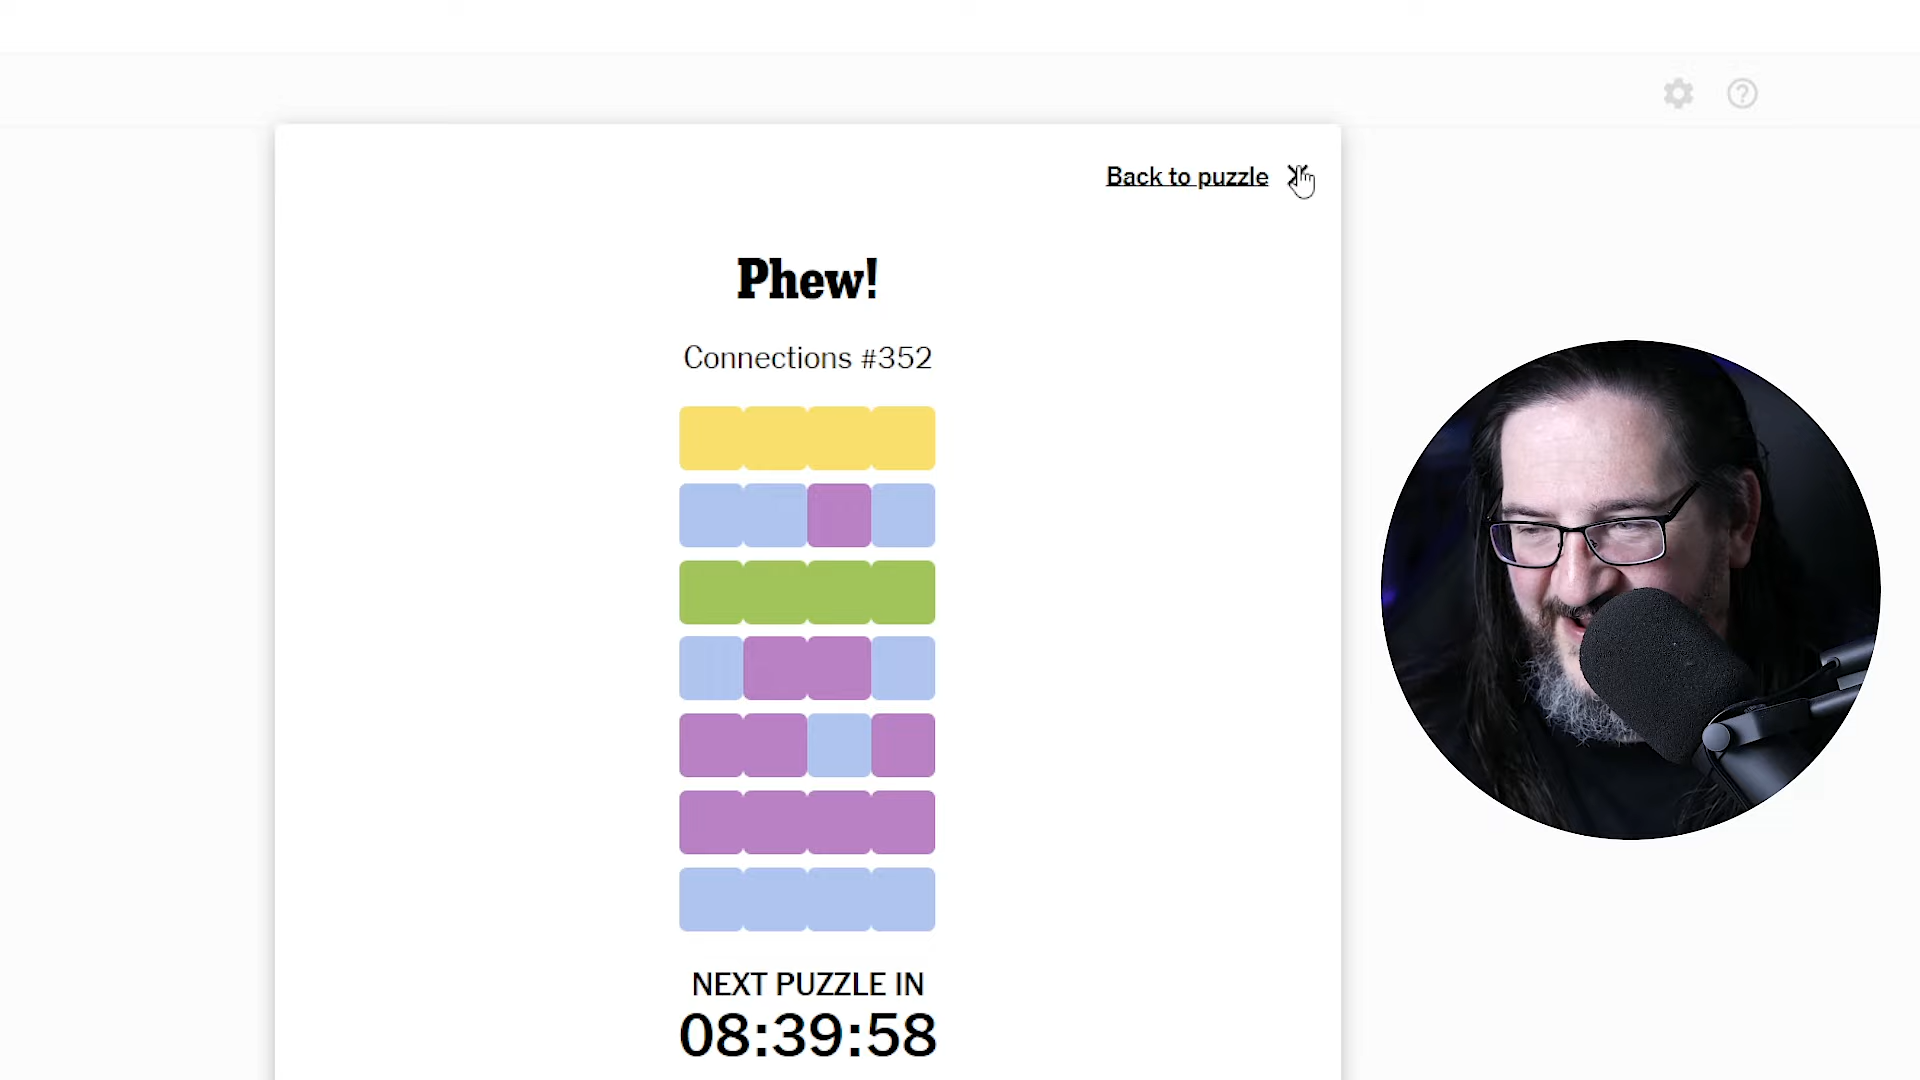 Back to puzzle
Phew!
Connections #352
NEXT PUZZLE IN
08:39:58